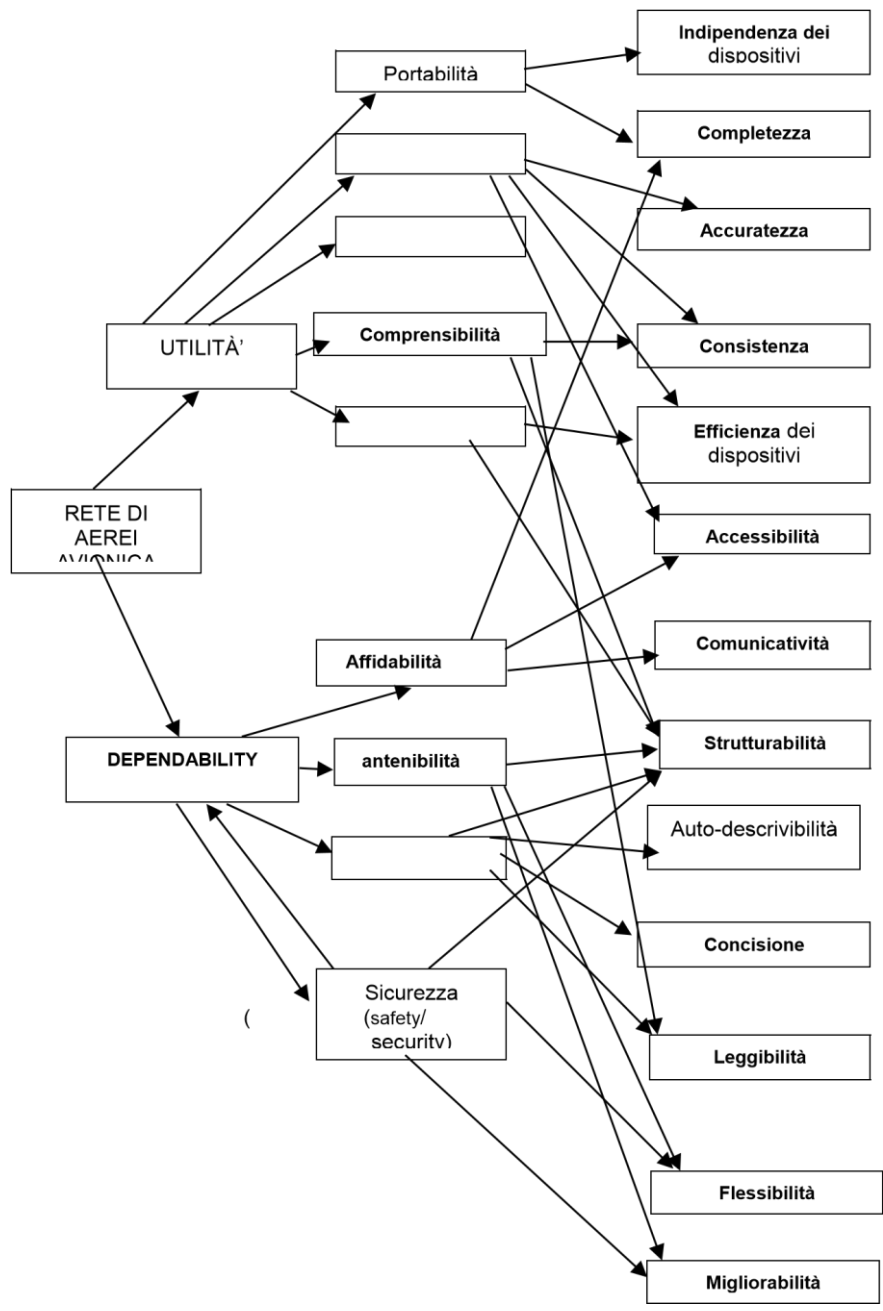 Portabilità
Comprensibilità
UTILITÀ’
RETE DI
AEREI
AVIONICA
Affidabilità
DEPENDABILITY
antenibilità
(
Sicurezza
(safety/
security)
Indipendenza dei
dispositivi
Completezza
Accuratezza
Consistenza
Efficienza dei
dispositivi
Accessibilità
Comunicatività
Strutturabilità
Auto-descrivibilità
Concisione
Leggibilità
Flessibilità
Migliorabilità